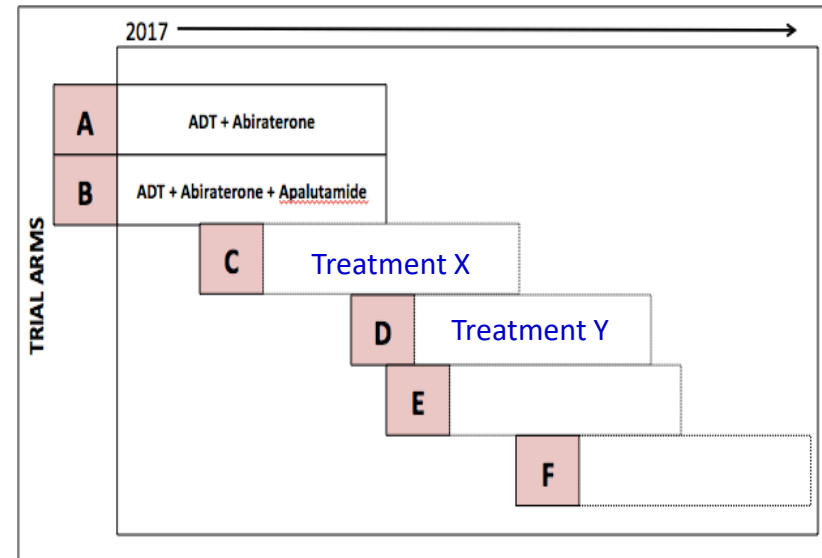 2017
TRIAL ARMS
A
ADT + Abiraterone
B
ADT + Abiraterone + Apalutamide
C
Treatment X
D
Treatment Y
E
F